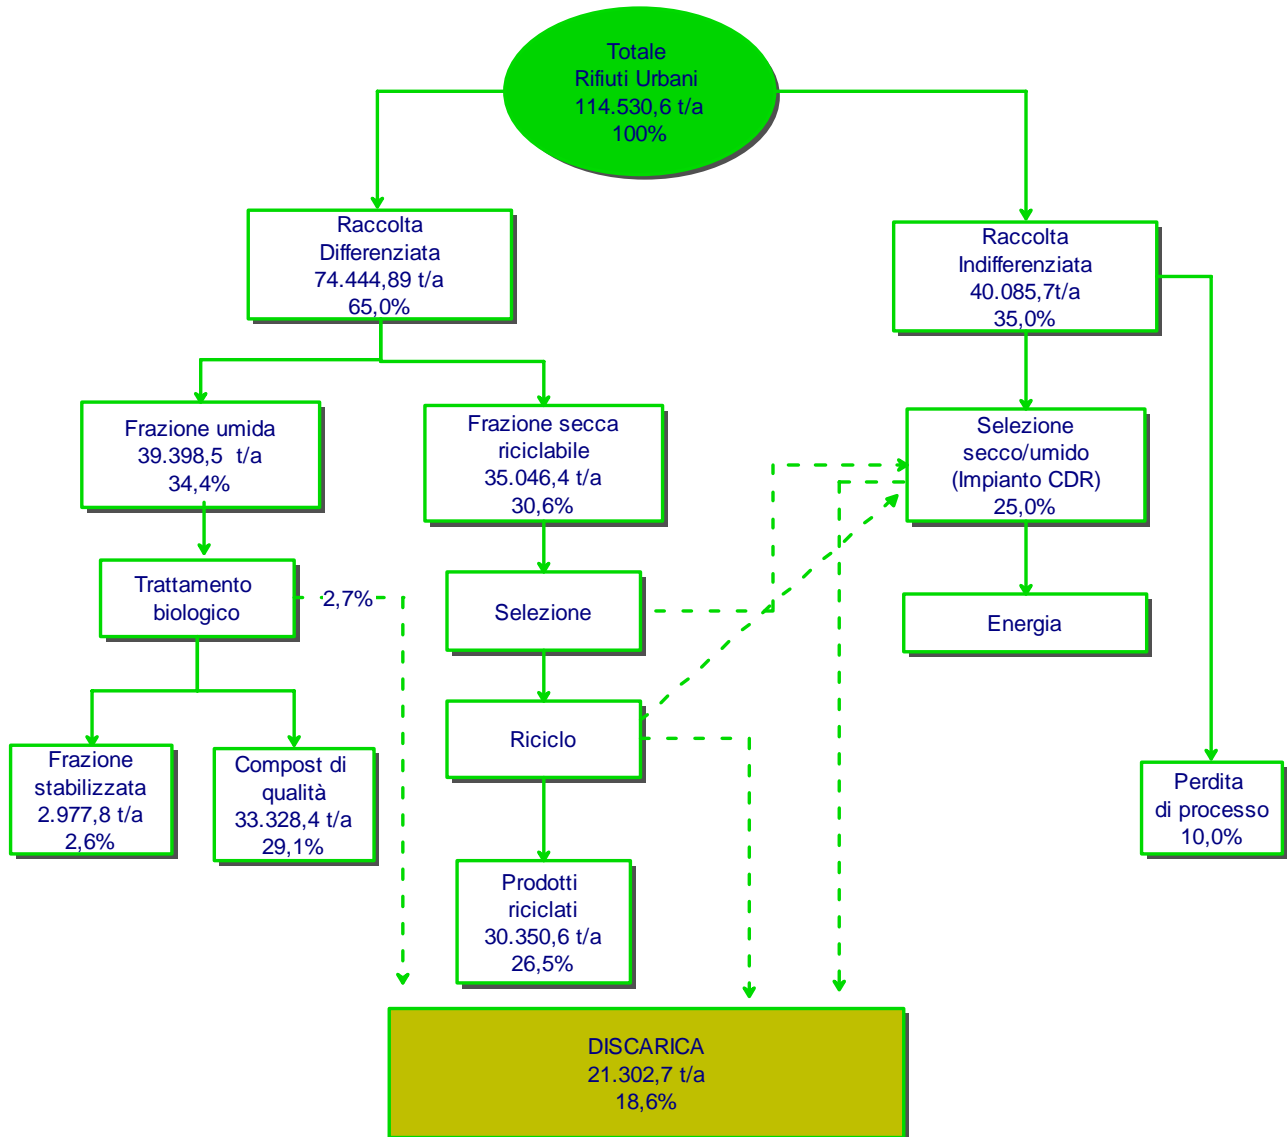 Totale
Rifiuti Urbani
114.530,6 t/a
100%
Raccolta
Differenziata
74.444,89 t/a
65,0%
Raccolta
Indifferenziata
40.085,7t/a
35,0%
Frazione umida
39.398,5 t/a
34,4%
Frazione secca
riciclabile
35.046,4 t/a
30,6%
Selezione
secco/umido
(Impianto CDR)
25,0%
Trattamento
biologico
2,7%
Selezione
Energia
Riciclo
Frazione
stabilizzata
2.977,8 t/a
2,6%
Compost di
qualità
33.328,4 t/a
29,1%
Perdita
di processo
10,0%
Prodotti
riciclati
30.350,6 t/a
26,5%
DISCARICA
21.302,7 t/a
18,6%